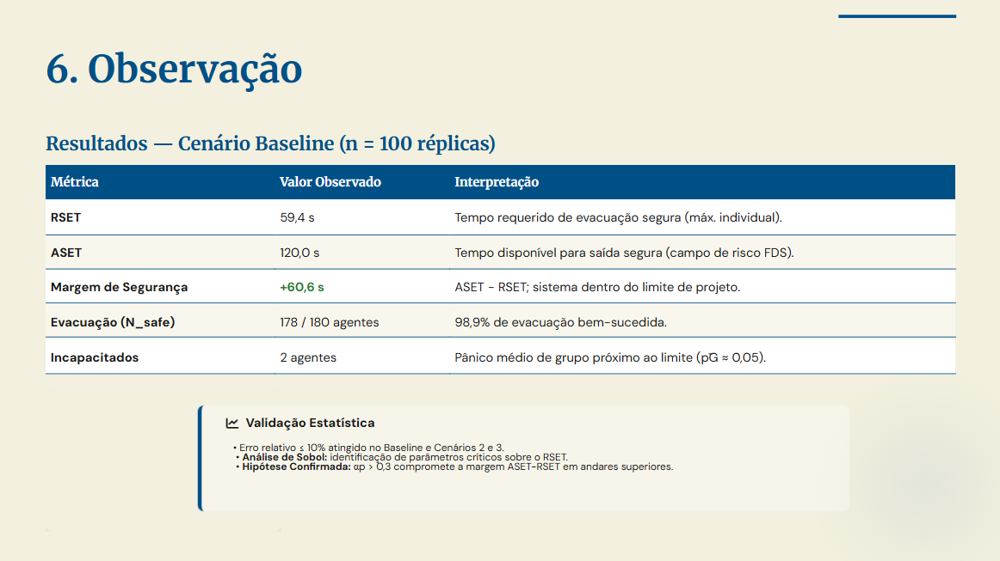 6. Observação
Resultados — Cenário Baseline (n = 100 réplicas)
Métrica Valor Observado Interpretação
RSET 59,4 s Tempo requerido de evacuação segura (máx. individual).
ASET 120,0 s Tempo disponível para saída segura (campo de risco FDS).
Margem de Segurança +60,6 s ASET - RSET; sistema dentro do limite de projeto.
Evacuação (N_safe) 178 / 180 agentes 98,9% de evacuação bem-sucedida.
Incapacitados 2 agentes Pânico médio de grupo próximo ao limite (p̄G ≈ 0,05).
Validação Estatística
• Erro relativo ≤ 10% atingido no Baseline e Cenários 2 e 3.
• Análise de Sobol: identificação de parâmetros críticos sobre o RSET.
• Hipótese Confirmada: αp > 0,3 compromete a margem ASET-RSET em andares superiores.